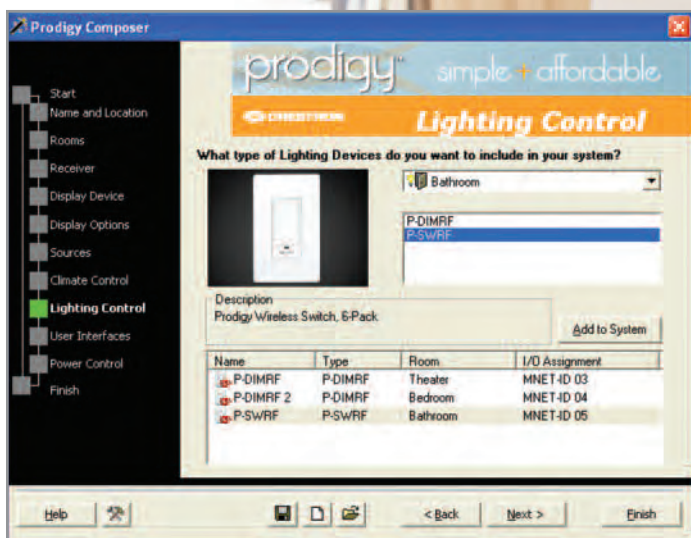 Prodigy Composer
prodigy™ simple + affordable
CRESTRON Lighting Control
Start
Name and Location
Rooms
Receiver
Display Device
Display Options
Sources
Climate Control
Lighting Control
User Interfaces
Power Control
Finish
What type of Lighting Devices do you want to include in your system?
Bathroom
P-DIMRF
P-SWRF
Description
Prodigy Wireless Switch, 6-Pack
Add to System
Name Type Room I/O Assignment
P-DIMRF P-DIMRF Theater MNET-ID 03
P-DIMRF 2 P-DIMRF Bedroom MNET-ID 04
P-SWRF P-SWRF Bathroom MNET-ID 05
Help < Back Next > Finish